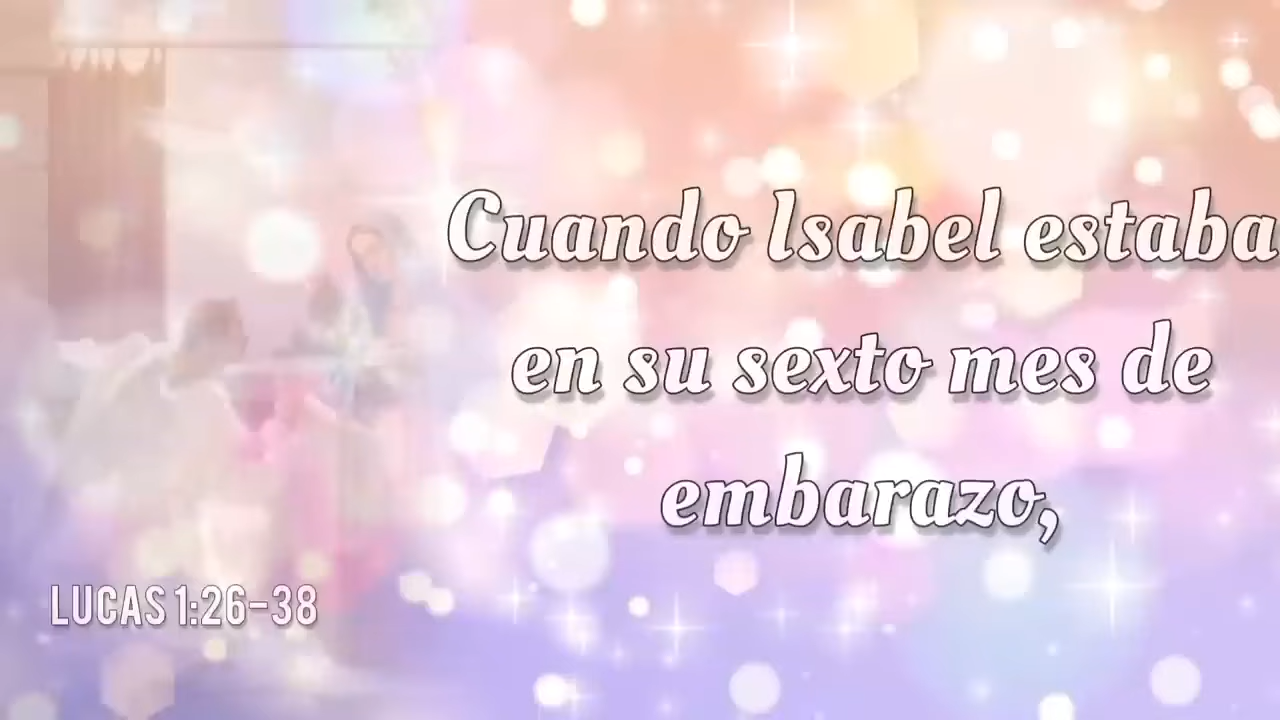 Cuando Isabel estaba
en su sexto mes de
embarazo,
LUCAS 1:26-38